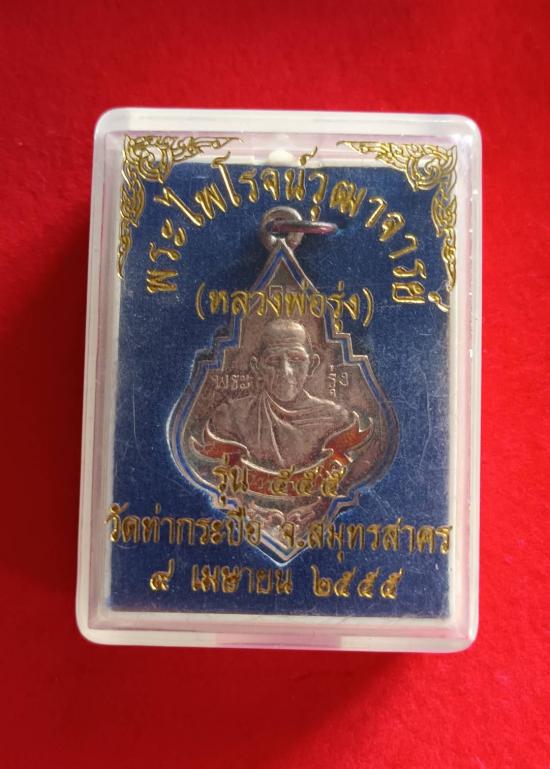 พระไพโรจน์วุฒาจารย์
(หลวงพ่อรุ่ง)
พระ รุ่ง
รุ่น ๕๕๕
วัดท่ากระบือ จ.สมุทรสาคร
๙ เมษายน ๒๕๕๕